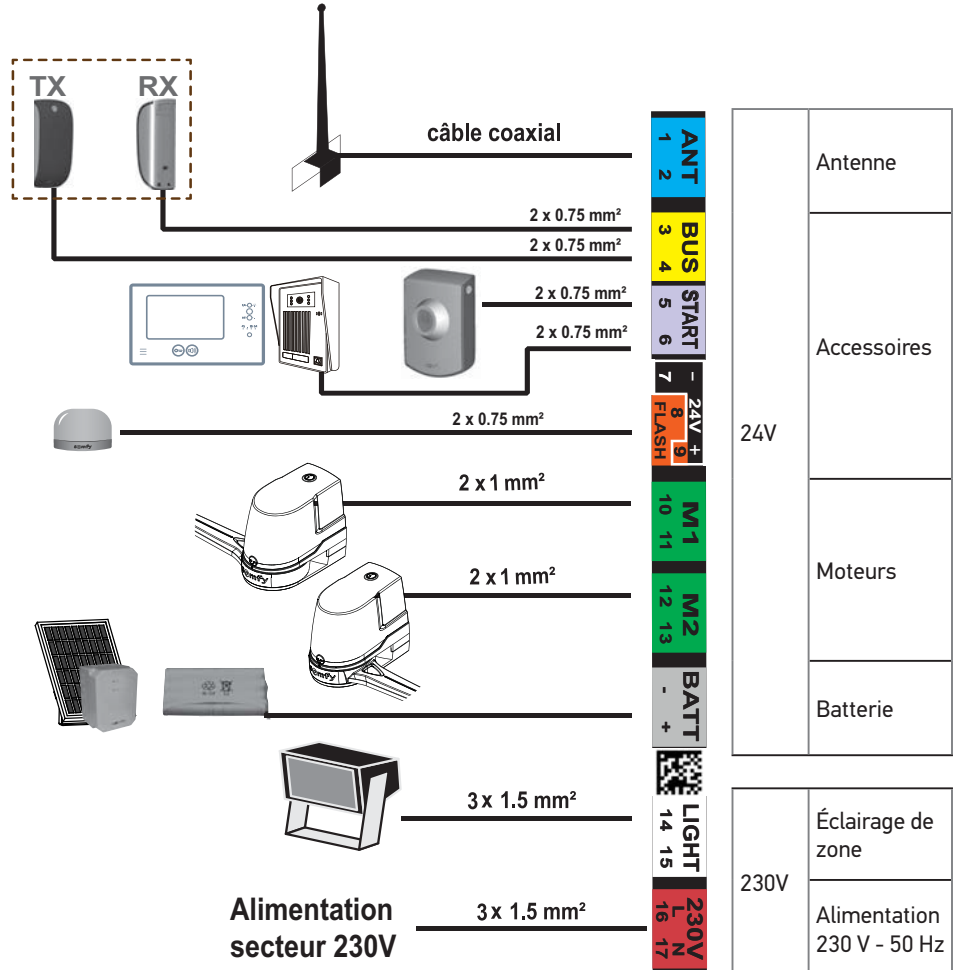 TX RX
câble coaxial
2 x 0.75 mm²
2 x 0.75 mm²
2 x 0.75 mm²
2 x 0.75 mm²
somfy
2 x 0.75 mm²
2 x 1 mm²
somfy
2 x 1 mm²
somfy
3 x 1.5 mm²
Alimentation
secteur 230V
3 x 1.5 mm²
ANT
1 2
BUS
3 4
START
5 6
- 24V +
7 8 9
FLASH
M1
10 11
M2
12 13
BATT
- +
LIGHT
14 15
230V
L N
16 17
24V
Antenne
Accessoires
Moteurs
Batterie
230V
Éclairage de
zone
Alimentation
230 V - 50 Hz